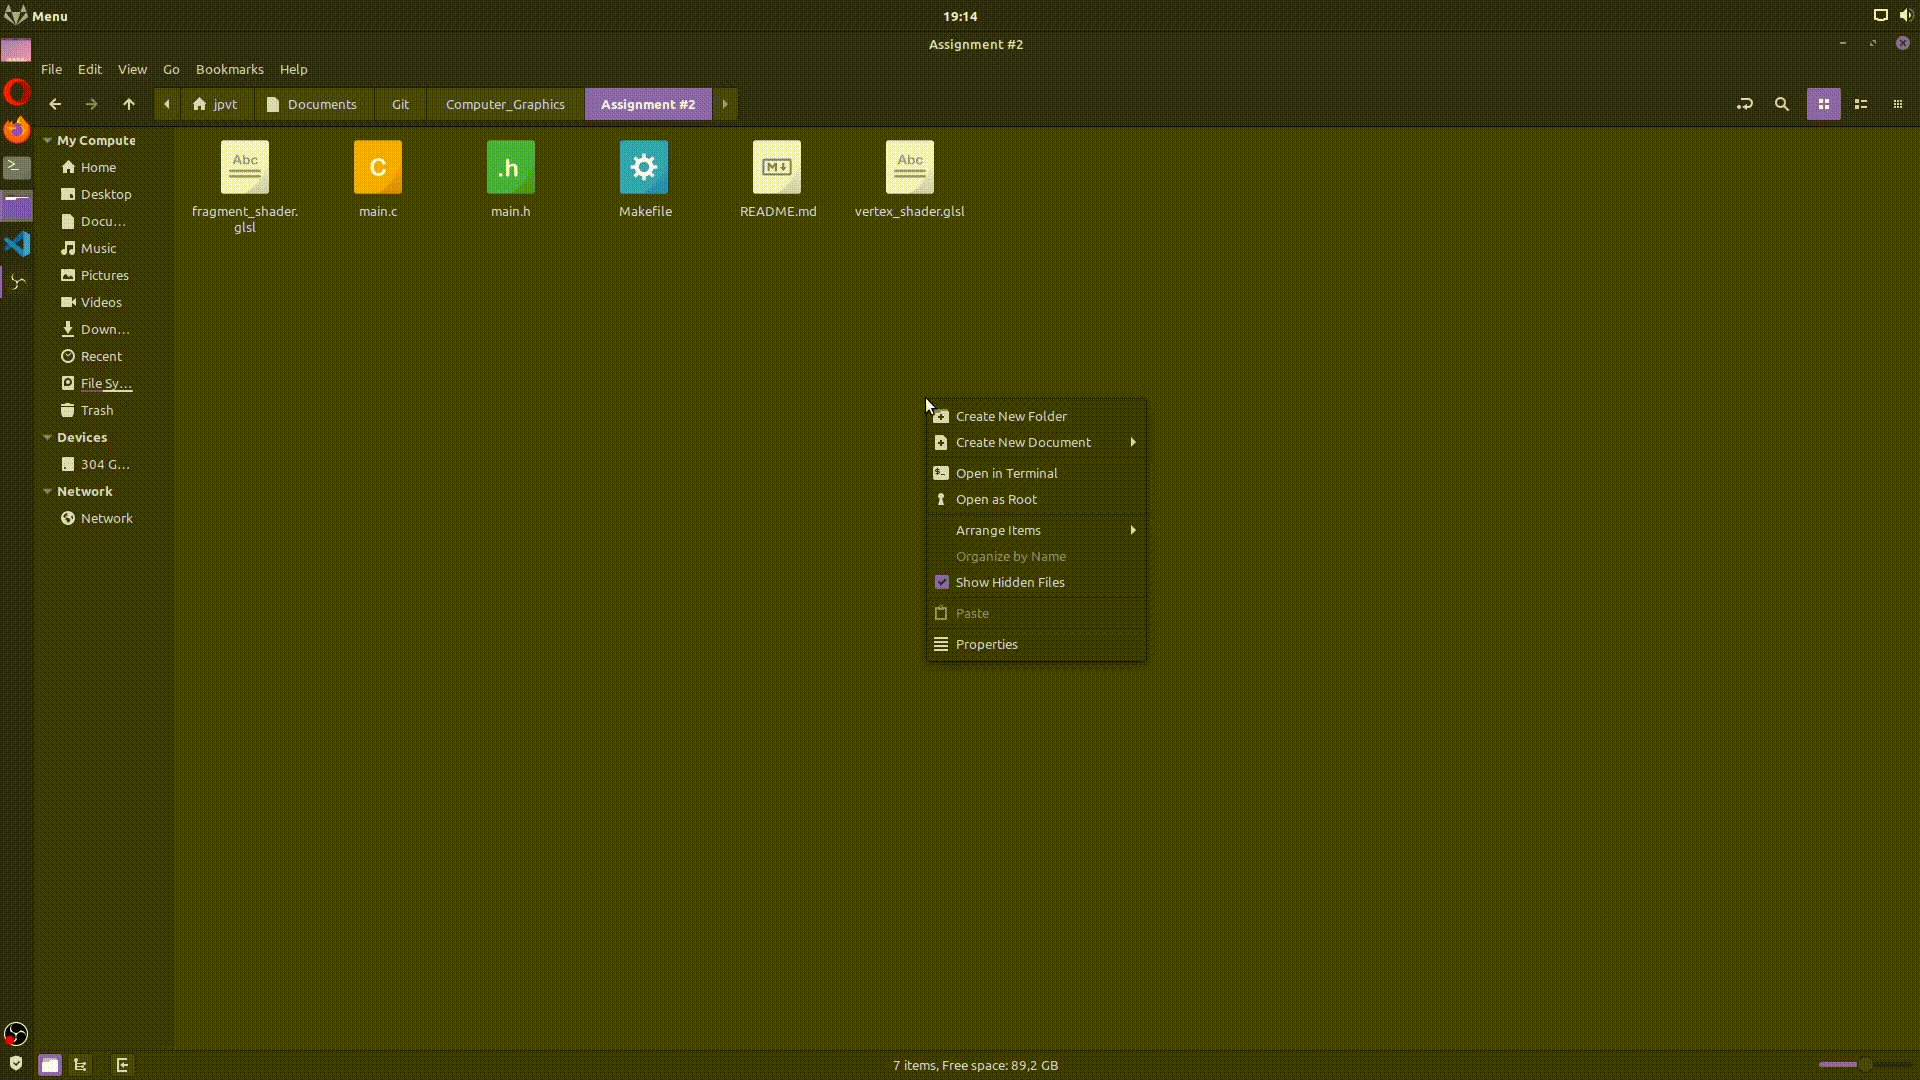 Menu
19:14
Assignment #2
File Edit View Go Bookmarks Help
jpvt Documents Git Computer_Graphics Assignment #2
My Compute
Home
Desktop
Docu...
Music
Pictures
Videos
Down...
Recent
File Sy...
Trash
Devices
304 G...
Network
Network
Abc
fragment_shader.
glsl
C
main.c
.h
main.h
Makefile
M
README.md
Abc
vertex_shader.glsl
Create New Folder
Create New Document
Open in Terminal
Open as Root
Arrange Items
Organize by Name
Show Hidden Files
Paste
Properties
7 items, Free space: 89,2 GB